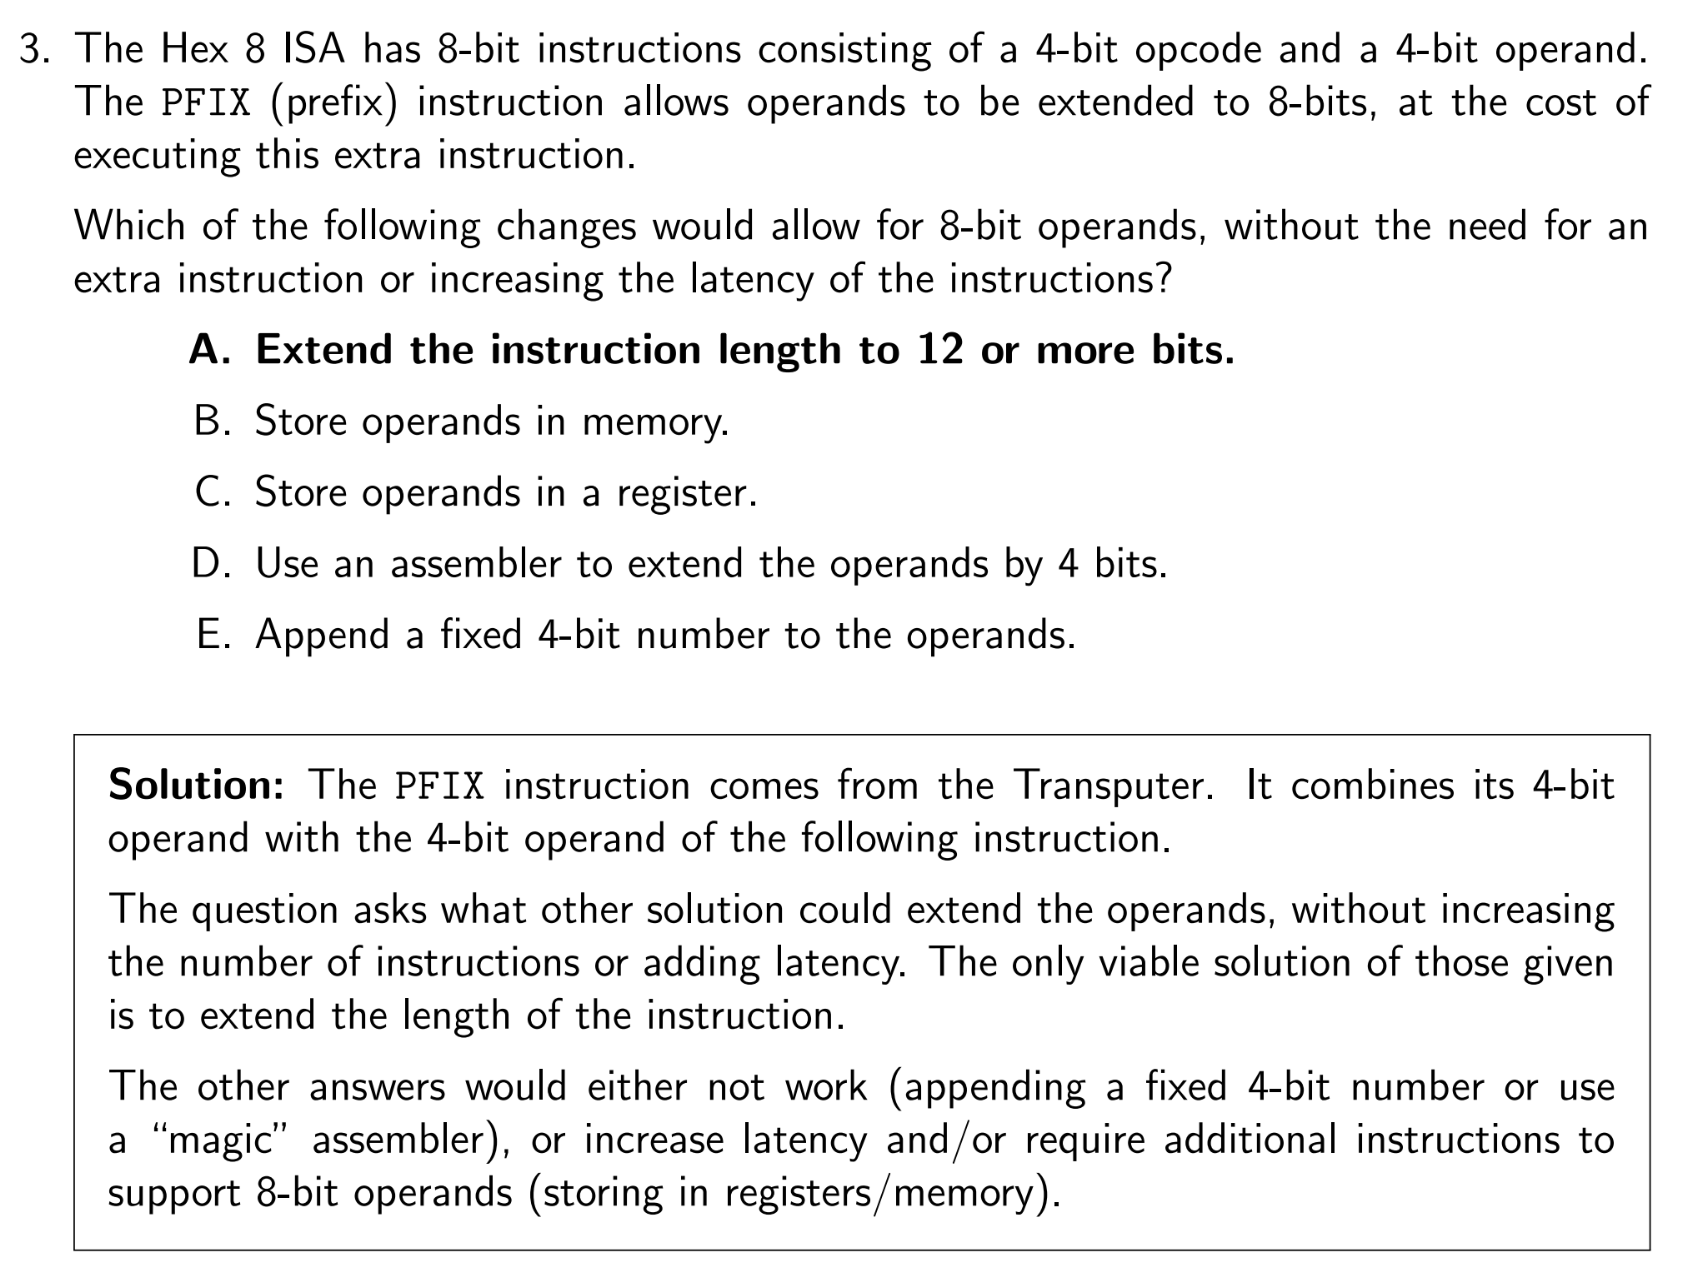 3. The Hex 8 ISA has 8-bit instructions consisting of a 4-bit opcode and a 4-bit operand.
The PFIX (prefix) instruction allows operands to be extended to 8-bits, at the cost of
executing this extra instruction.
Which of the following changes would allow for 8-bit operands, without the need for an
extra instruction or increasing the latency of the instructions?
A. Extend the instruction length to 12 or more bits.
B. Store operands in memory.
C. Store operands in a register.
D. Use an assembler to extend the operands by 4 bits.
E. Append a fixed 4-bit number to the operands.
Solution: The PFIX instruction comes from the Transputer. It combines its 4-bit
operand with the 4-bit operand of the following instruction.
The question asks what other solution could extend the operands, without increasing
the number of instructions or adding latency. The only viable solution of those given
is to extend the length of the instruction.
The other answers would either not work (appending a fixed 4-bit number or use
a “magic” assembler), or increase latency and/or require additional instructions to
support 8-bit operands (storing in registers/memory).